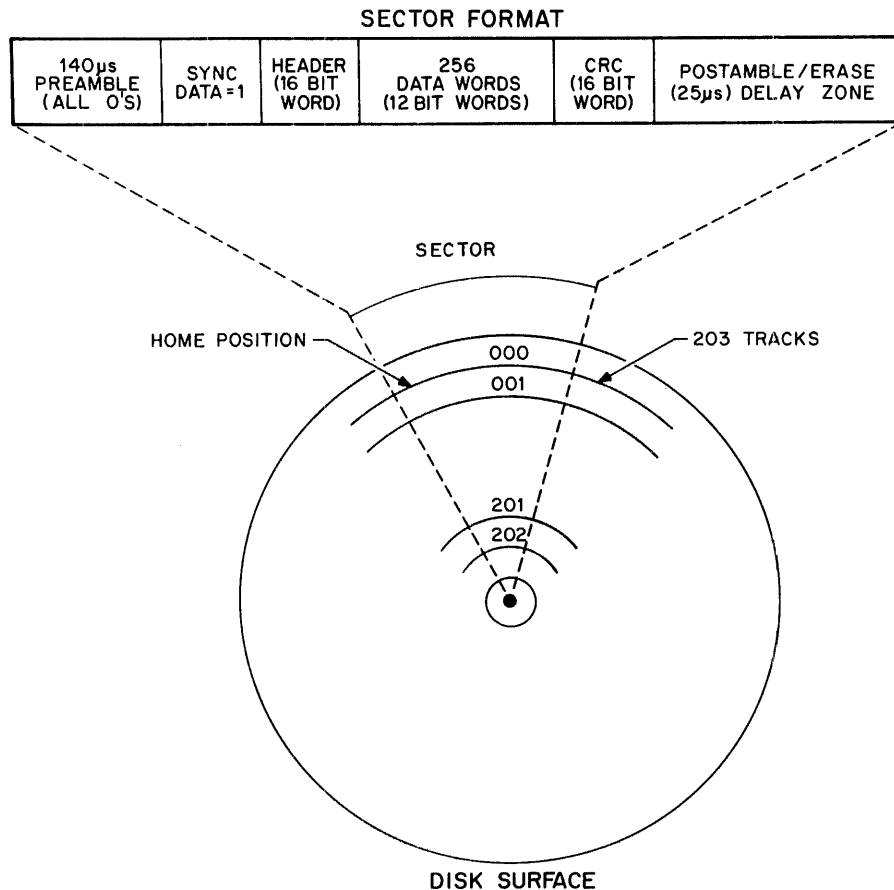 SECTOR FORMAT
140μs
PREAMBLE
(ALL O'S)
SYNC
DATA=1
HEADER
(16 BIT
WORD)
256
DATA WORDS
(12 BIT WORDS)
CRC
(16 BIT
WORD)
POSTAMBLE/ERASE
(25μs) DELAY ZONE
SECTOR
HOME POSITION
203 TRACKS
000
001
201
202
DISK SURFACE